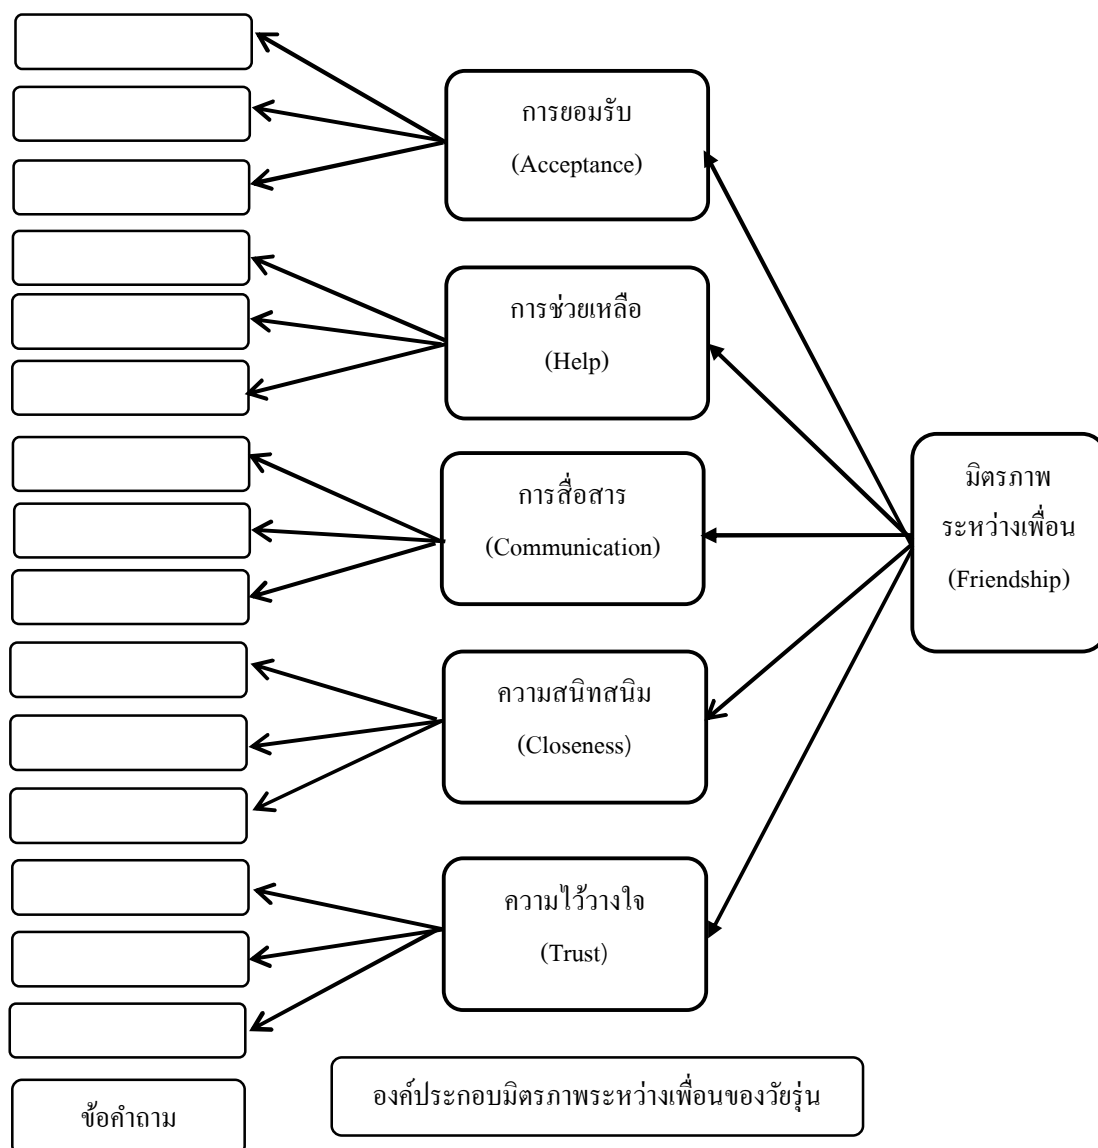 การยอมรับ
(Acceptance)
การช่วยเหลือ
(Help)
การสื่อสาร
(Communication)
ความสนิทสนิม
(Closeness)
ความไว้วางใจ
(Trust)
มิตรภาพ
ระหว่างเพื่อน
(Friendship)
ข้อคำถาม
องค์ประกอบมิตรภาพระหว่างเพื่อนของวัยรุ่น